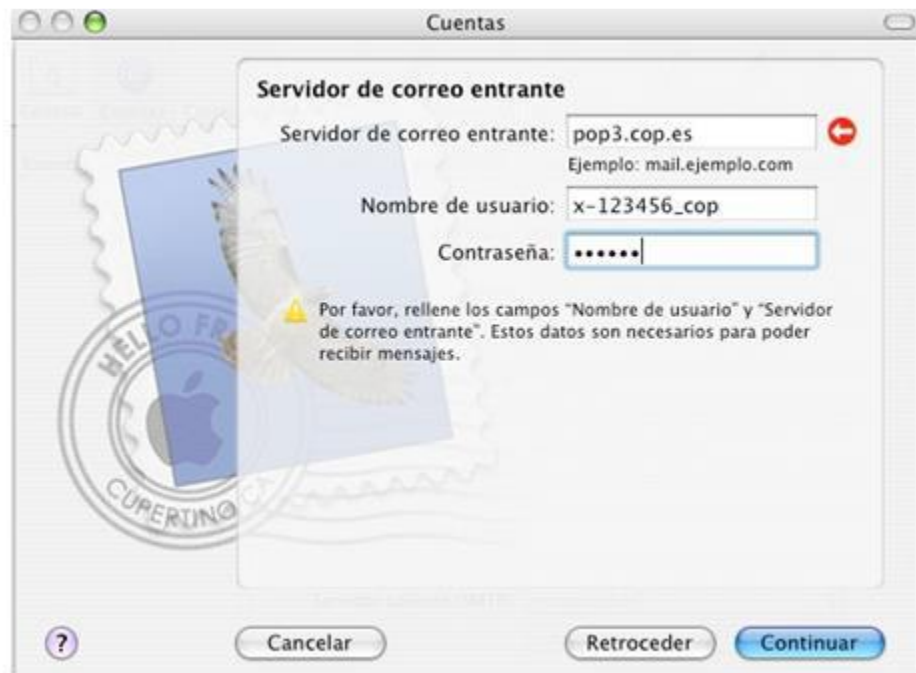 Cuentas
Servidor de correo entrante
Servidor de correo entrante: pop3.cop.es
Ejemplo: mail.ejemplo.com
Nombre de usuario: x-123456_cop
Contraseña: ••••••
Por favor, rellene los campos “Nombre de usuario” y “Servidor
de correo entrante”. Estos datos son necesarios para poder
recibir mensajes.
HELLO FR
CUPERTINO CA
?
Cancelar
Retroceder
Continuar